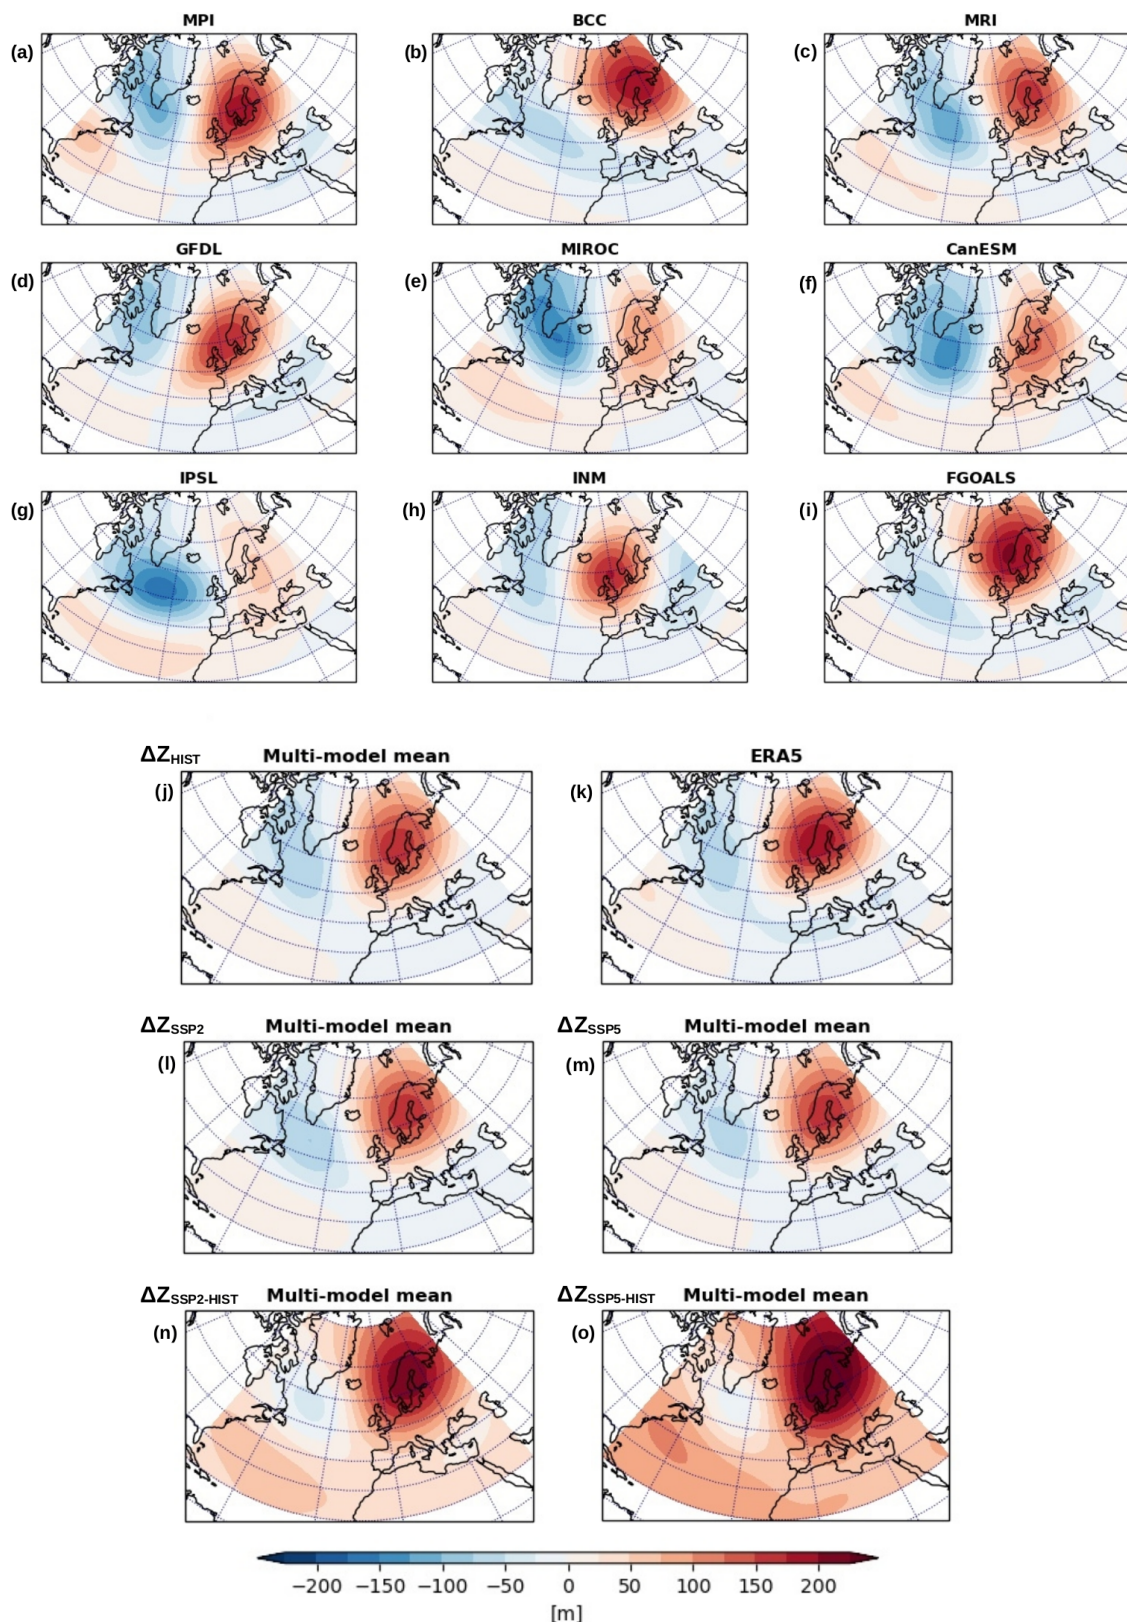 MPI
BCC
MRI
(a)
(b)
(c)
GFDL
MIROC
CanESM
(d)
(e)
(f)
IPSL
INM
FGOALS
(g)
(h)
(i)
ΔZHIST Multi-model mean
ERA5
(j)
(k)
ΔZSSP2 Multi-model mean
ΔZSSP5 Multi-model mean
(l)
(m)
ΔZSSP2-HIST Multi-model mean
ΔZSSP5-HIST Multi-model mean
(n)
(o)
−200 −150 −100 −50 0 50 100 150 200
[m]